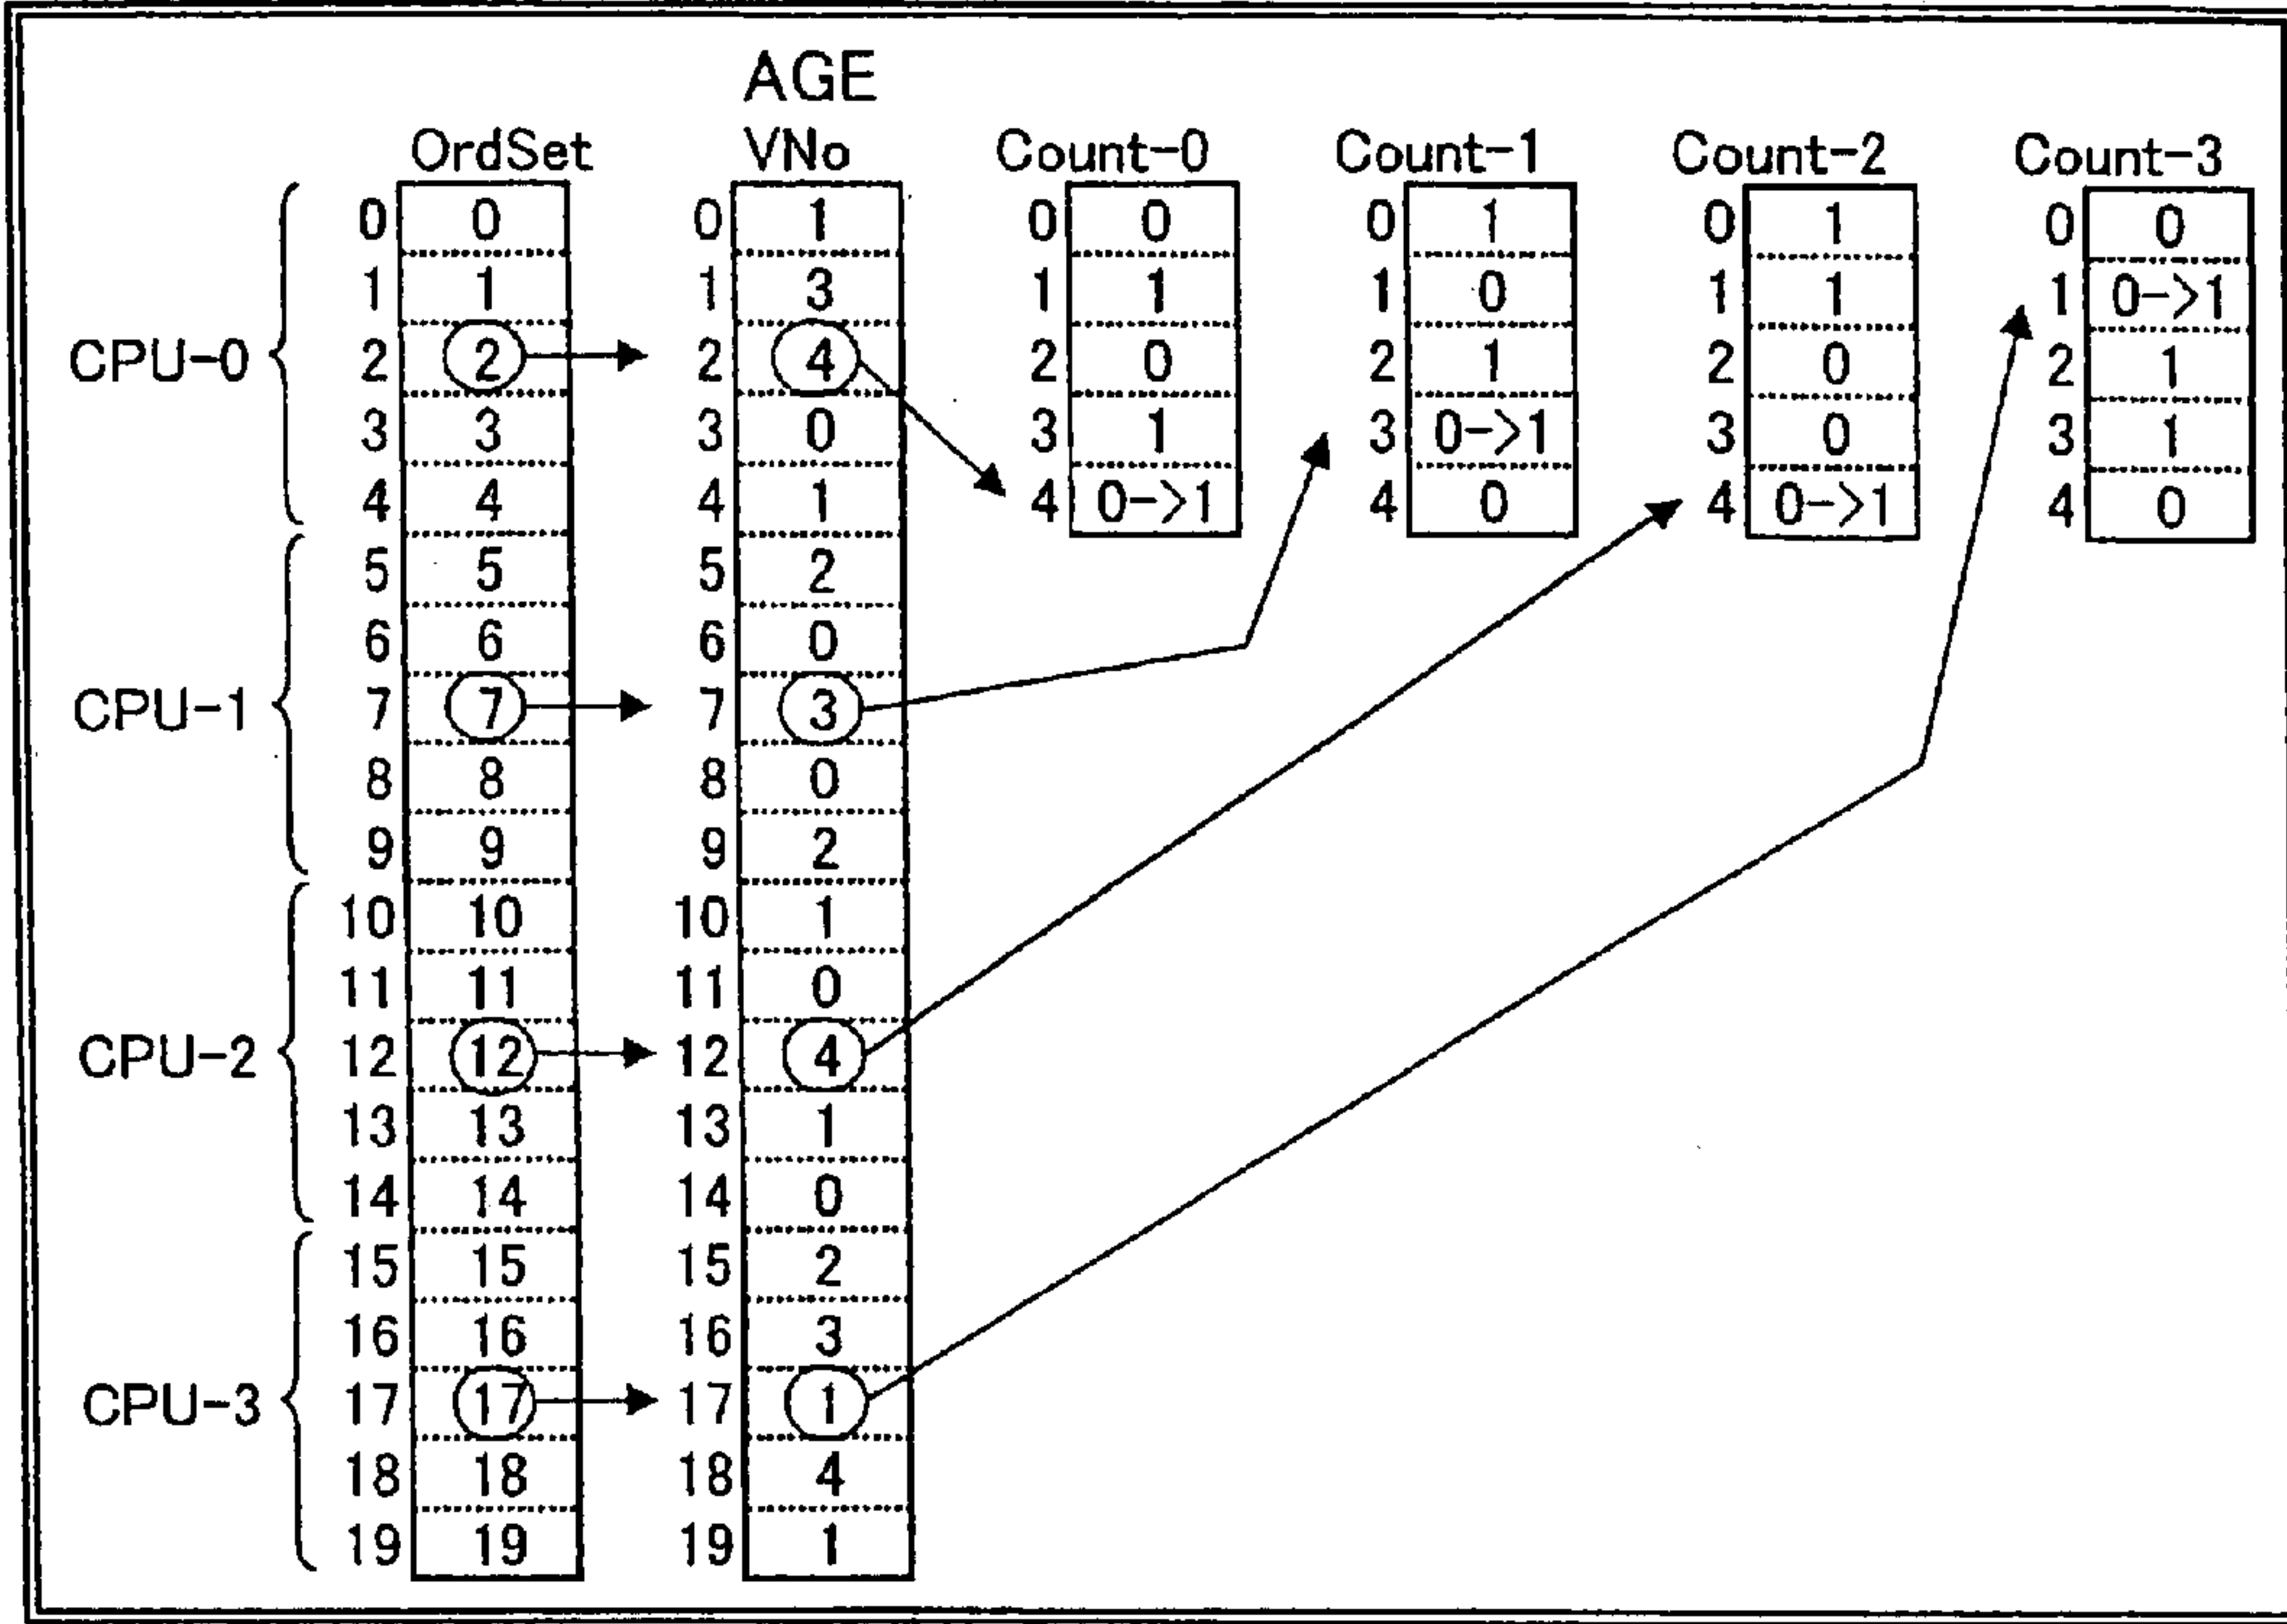 AGE
OrdSet VNo Count-0 Count-1 Count-2 Count-3
0 0 0 1 0 0 0 1 0 1 0 0
1 1 1 3 1 1 1 0 1 1 1 0->1
CPU-0 2 2 2 4 2 0 2 1 2 0 2 1
3 3 3 0 3 1 3 0->1 3 0 3 1
4 4 4 1 4 0->1 4 0 4 0->1 4 0
5 5 5 2
6 6 6 0
CPU-1 7 7 7 3
8 8 8 0
9 9 9 2
10 10 10 1
11 11 11 0
CPU-2 12 12 12 4
13 13 13 1
14 14 14 0
15 15 15 2
16 16 16 3
CPU-3 17 17 17 1
18 18 18 4
19 19 19 1